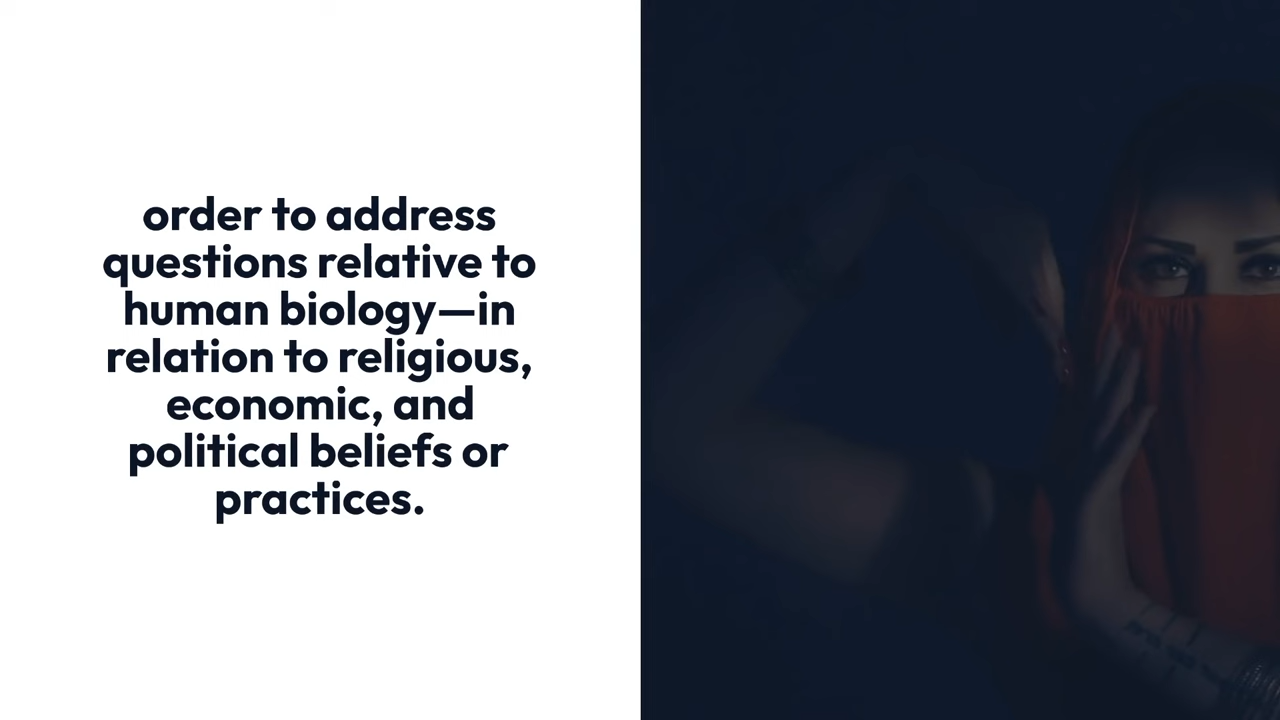 order to address
questions relative to
human biology—in
relation to religious,
economic, and
political beliefs or
practices.